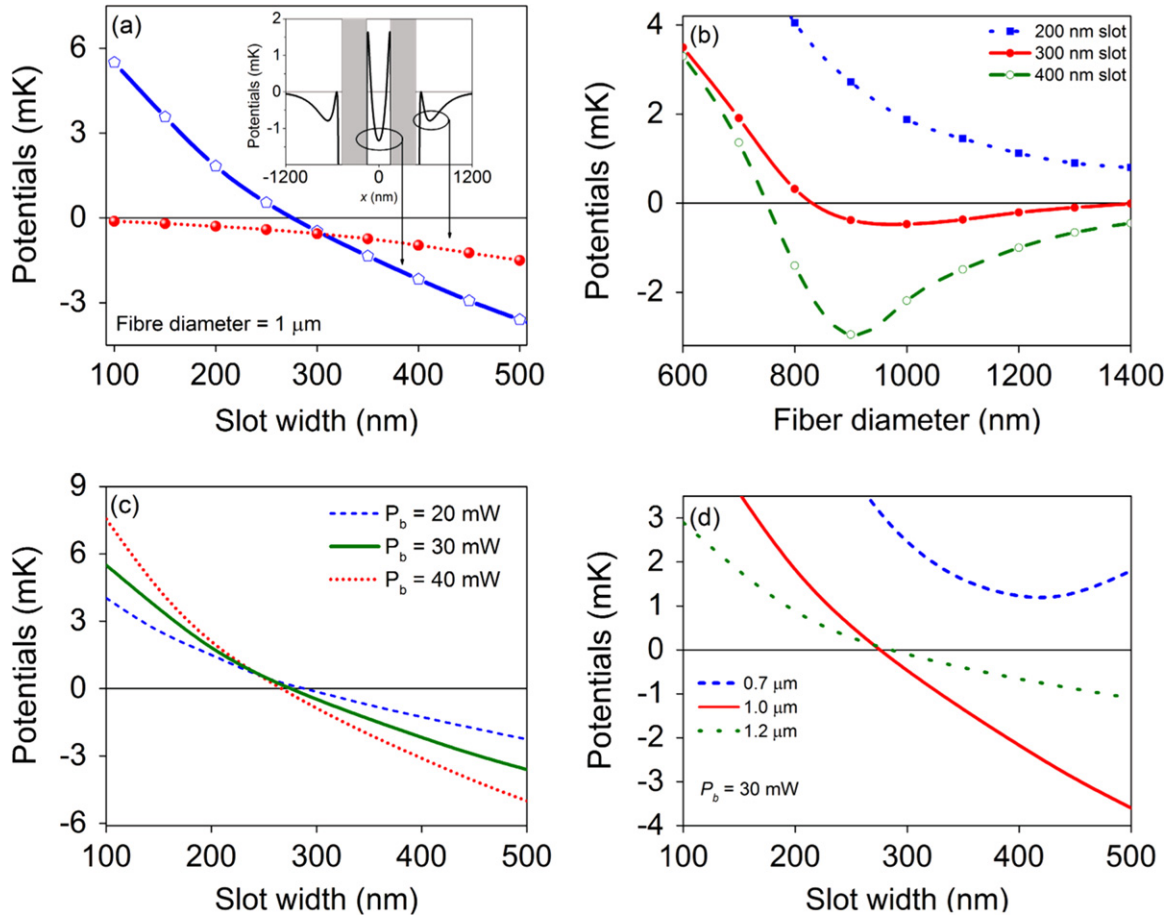 (a)
Potentials (mK)
6
3
0
-3
100 200 300 400 500
Slot width (nm)
Fibre diameter = 1 μm
Potentials (mK)
2
1
0
-1
-1200 0 1200
x (nm)
(b)
Potentials (mK)
4
2
0
-2
600 800 1000 1200 1400
Fiber diameter (nm)
200 nm slot
300 nm slot
400 nm slot
(c)
Potentials (mK)
9
6
3
0
-3
-6
100 200 300 400 500
Slot width (nm)
P_b = 20 mW
P_b = 30 mW
P_b = 40 mW
(d)
Potentials (mK)
3
2
1
0
-1
-2
-3
-4
100 200 300 400 500
Slot width (nm)
0.7 μm
1.0 μm
1.2 μm
P_b = 30 mW